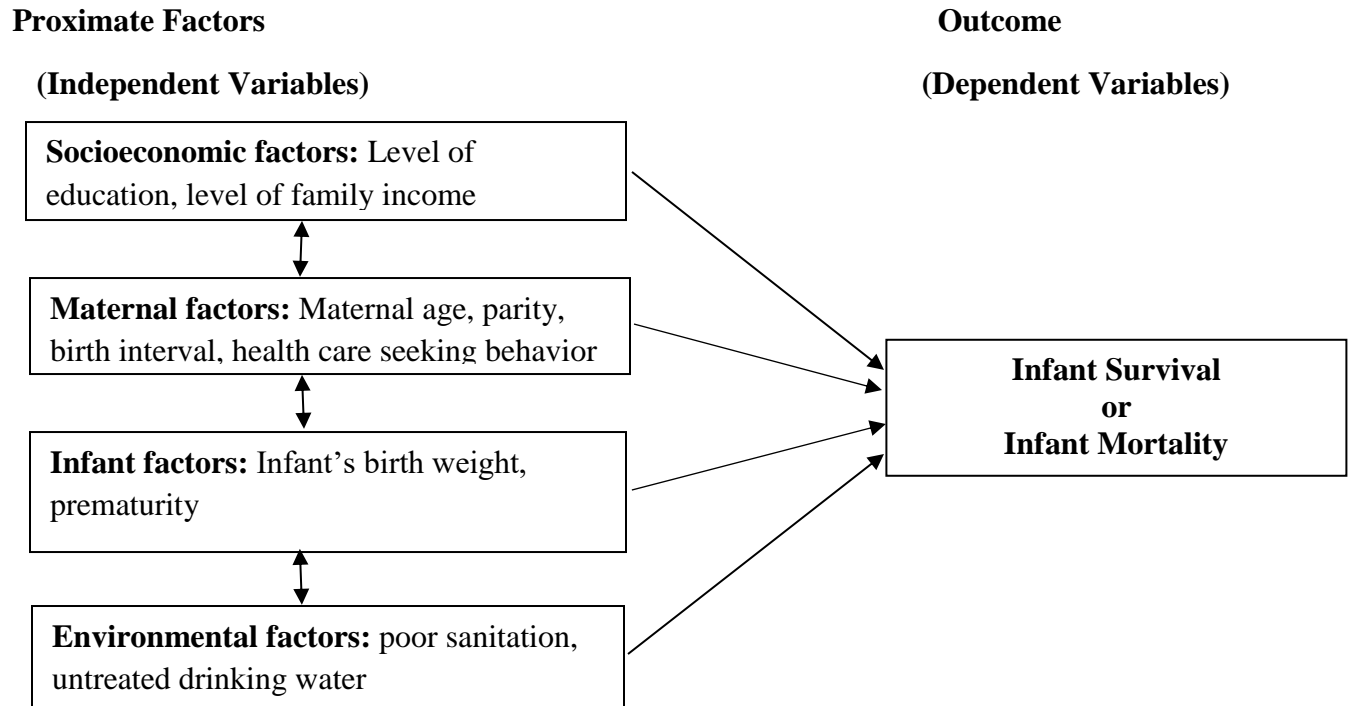 Proximate Factors
Outcome
(Independent Variables)
(Dependent Variables)
Socioeconomic factors: Level of
education, level of family income
Maternal factors: Maternal age, parity,
birth interval, health care seeking behavior
Infant factors: Infant’s birth weight,
prematurity
Environmental factors: poor sanitation,
untreated drinking water
Infant Survival
or
Infant Mortality